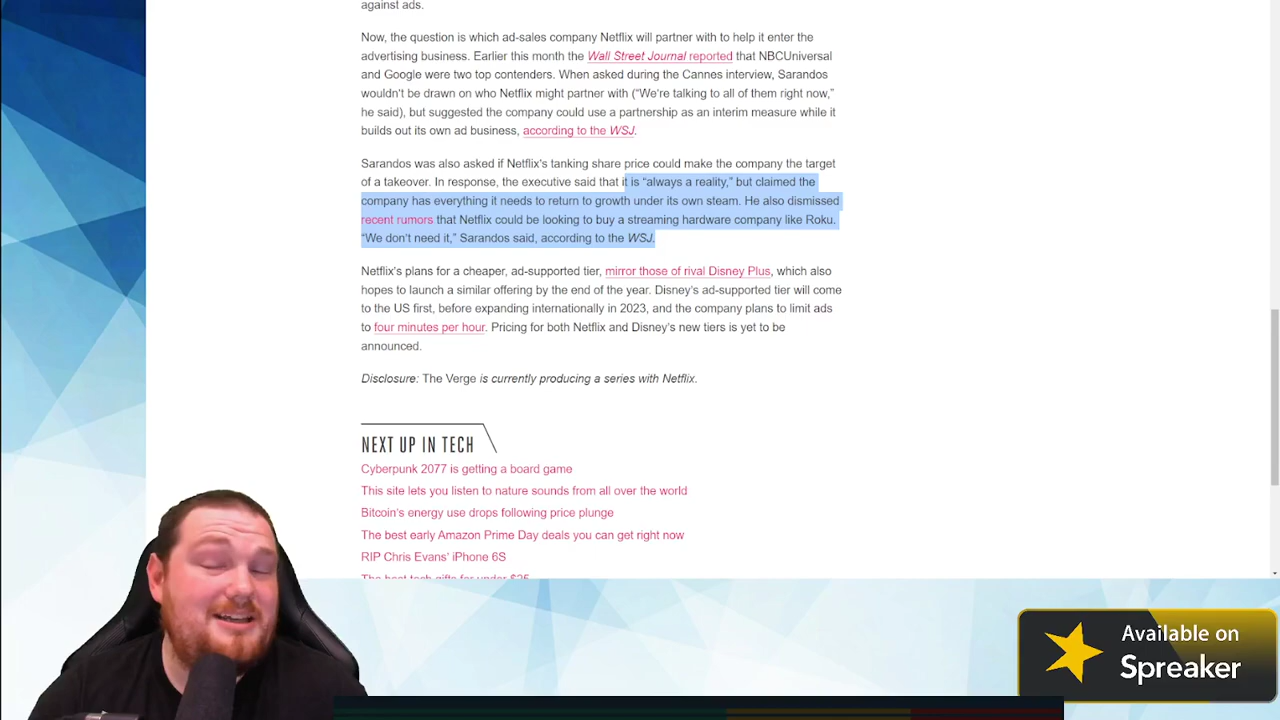 against ads.
Now, the question is which ad-sales company Netflix will partner with to help it enter the
advertising business. Earlier this month the Wall Street Journal reported that NBCUniversal
and Google were two top contenders. When asked during the Cannes interview, Sarandos
wouldn't be drawn on who Netflix might partner with (“We're talking to all of them right now,”
he said), but suggested the company could use a partnership as an interim measure while it
builds out its own ad business, according to the WSJ.
Sarandos was also asked if Netflix's tanking share price could make the company the target
of a takeover. In response, the executive said that it is “always a reality,” but claimed the
company has everything it needs to return to growth under its own steam. He also dismissed
recent rumors that Netflix could be looking to buy a streaming hardware company like Roku.
“We don't need it,” Sarandos said, according to the WSJ.
Netflix's plans for a cheaper, ad-supported tier, mirror those of rival Disney Plus, which also
hopes to launch a similar offering by the end of the year. Disney's ad-supported tier will come
to the US first, before expanding internationally in 2023, and the company plans to limit ads
to four minutes per hour. Pricing for both Netflix and Disney's new tiers is yet to be
announced.
Disclosure: The Verge is currently producing a series with Netflix.
NEXT UP IN TECH
Cyberpunk 2077 is getting a board game
This site lets you listen to nature sounds from all over the world
Bitcoin's energy use drops following price plunge
The best early Amazon Prime Day deals you can get right now
RIP Chris Evans' iPhone 6S
The best tech gifts for under $25
Available on
Spreaker